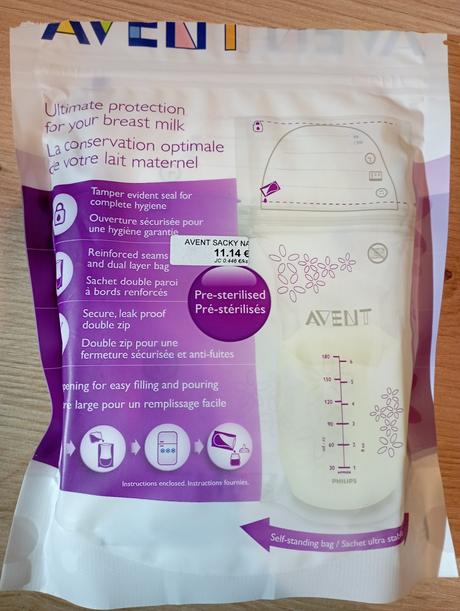 AVENT
Ultimate protection
for your breast milk
La conservation optimale
de votre lait maternel
Tamper evident seal for
complete hygiene
Ouverture sécurisée pour
une hygiène garantie
Reinforced seams
and dual layer bag
Sachet double paroi
à bords renforcés
Secure, leak proof
double zip
Double zip pour une
fermeture sécurisée et anti-fuites
pening for easy filling and pouring
re large pour un remplissage facile
Instructions enclosed. Instructions fournies.
AVENT SACKY NA
11.14 €
JC 0.446 €/ks
Pre-sterilised
Pré-stérilisés
AVENT
180 6
150 5
120 4
90 3
60 2
30 1
PHILIPS
Self-standing bag / Sachet ultra stable